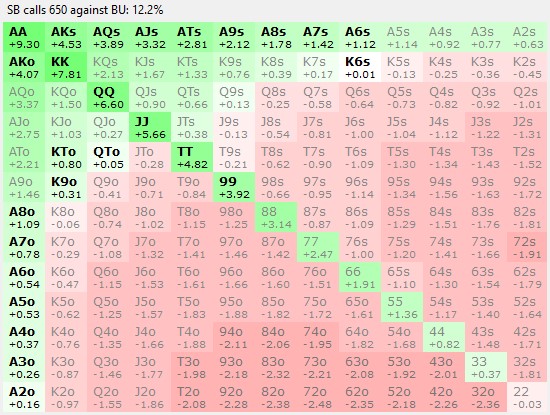 SB calls 650 against BU: 12.2%
AA AKs AQs AJs ATs A9s A8s A7s A6s A5s A4s A3s A2s
+9.30 +4.53 +3.89 +3.32 +2.81 +2.12 +1.78 +1.42 +1.12 +1.14 +0.92 +0.77 +0.63
AKo KK KQs KJs KTs K9s K8s K7s K6s K5s K4s K3s K2s
+4.07 +7.81 +2.13 +1.67 +1.33 +0.76 +0.39 +0.17 +0.01 -0.13 -0.25 -0.36 -0.45
AQo KQo QQ QJs QTs Q9s Q8s Q7s Q6s Q5s Q4s Q3s Q2s
+3.37 +1.50 +6.60 +0.90 +0.66 +0.13 -0.25 -0.58 -0.64 -0.73 -0.82 -0.92 -1.01
AJo KJo QJo JJ JTs J9s J8s J7s J6s J5s J4s J3s J2s
+2.75 +1.03 +0.27 +5.66 +0.38 -0.13 -0.54 -0.81 -1.00 -1.04 -1.12 -1.22 -1.31
ATo KTo QTo JTo TT T9s T8s T7s T6s T5s T4s T3s T2s
+2.21 +0.80 +0.05 -0.28 +4.82 -0.21 -0.62 -0.90 -1.09 -1.30 -1.34 -1.43 -1.52
A9o K9o Q9o J9o T9o 99 98s 97s 96s 95s 94s 93s 92s
+1.46 +0.31 -0.41 -0.71 -0.84 +3.92 -0.66 -0.95 -1.14 -1.34 -1.56 -1.63 -1.72
A8o K8o Q8o J8o T8o 98o 88 87s 86s 85s 84s 83s 82s
+1.09 -0.06 -0.74 -1.02 -1.15 -1.25 +3.14 -0.87 -1.09 -1.29 -1.51 -1.76 -1.81
A7o K7o Q7o J7o T7o 97o 87o 77 76s 75s 74s 73s 72s
+0.78 -0.29 -1.08 -1.32 -1.41 -1.46 -1.42 +2.47 -1.00 -1.20 -1.41 -1.66 -1.91
A6o K6o Q6o J6o T6o 96o 86o 76o 66 65s 64s 63s 62s
+0.54 -0.47 -1.15 -1.53 -1.61 -1.66 -1.60 -1.51 +1.91 -1.10 -1.30 -1.54 -1.79
A5o K5o Q5o J5o T5o 95o 85o 75o 65o 55 54s 53s 52s
+0.53 -0.62 -1.25 -1.57 -1.83 -1.88 -1.82 -1.72 -1.61 +1.36 -1.17 -1.40 -1.64
A4o K4o Q4o J4o T4o 94o 84o 74o 64o 54o 44 43s 42s
+0.37 -0.76 -1.35 -1.66 -1.88 -2.11 -2.06 -1.95 -1.82 -1.68 +0.82 -1.48 -1.71
A3o K3o Q3o J3o T3o 93o 83o 73o 63o 53o 43o 33 32s
+0.26 -0.87 -1.46 -1.77 -1.98 -2.18 -2.32 -2.21 -2.08 -1.92 -2.01 +0.37 -1.81
A2o K2o Q2o J2o T2o 92o 82o 72o 62o 52o 42o 32o 22
+0.16 -0.97 -1.55 -1.86 -2.08 -2.28 -2.38 -2.48 -2.35 -2.18 -2.26 -2.36 -0.03